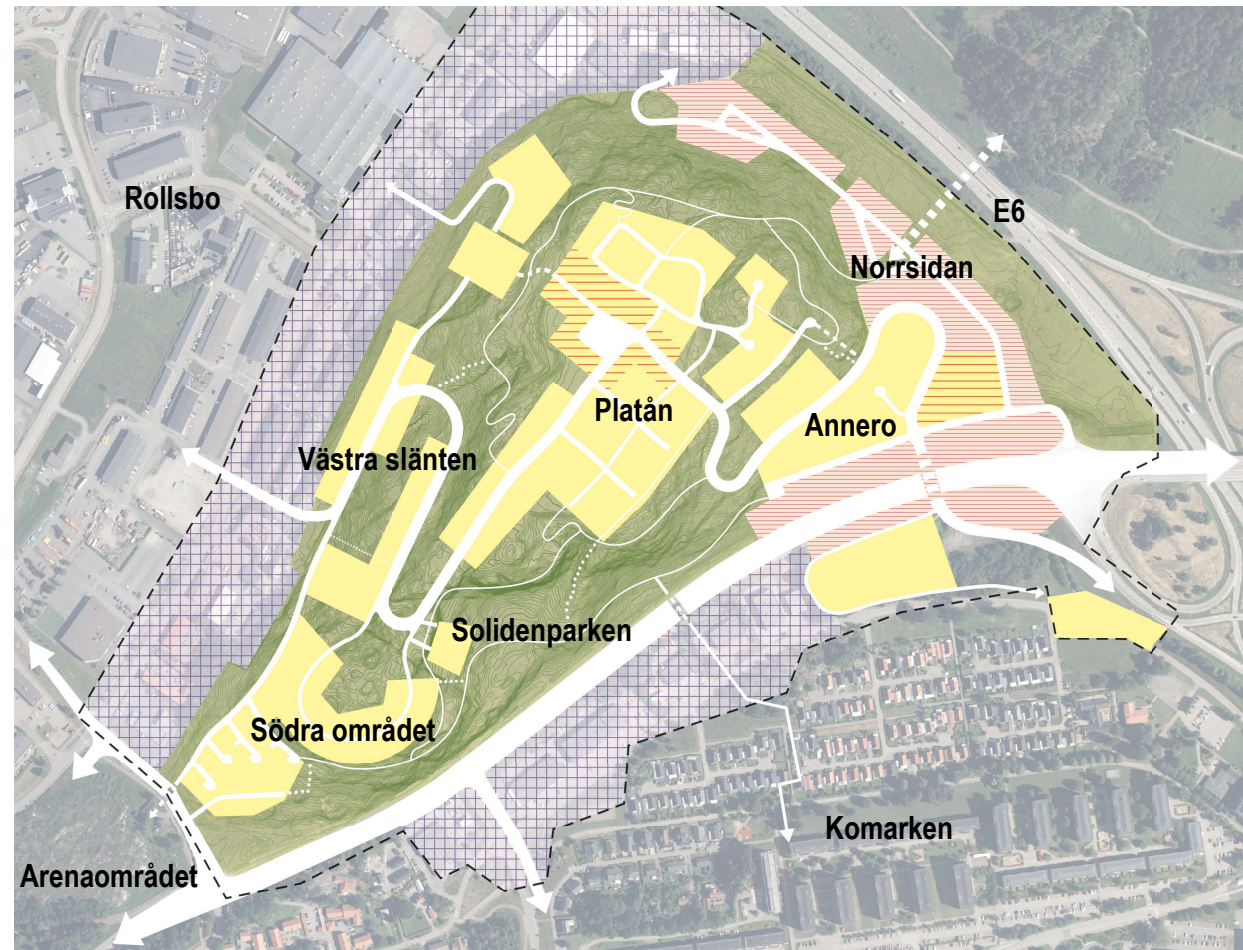 Rollsbo
E6
Norrsidan
Platån
Annero
Västra slänten
Solidenparken
Södra området
Komarken
Arenaområdet